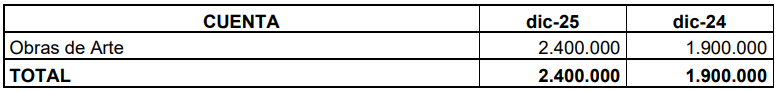 CUENTA dic-25 dic-24
Obras de Arte 2.400.000 1.900.000
TOTAL 2.400.000 1.900.000